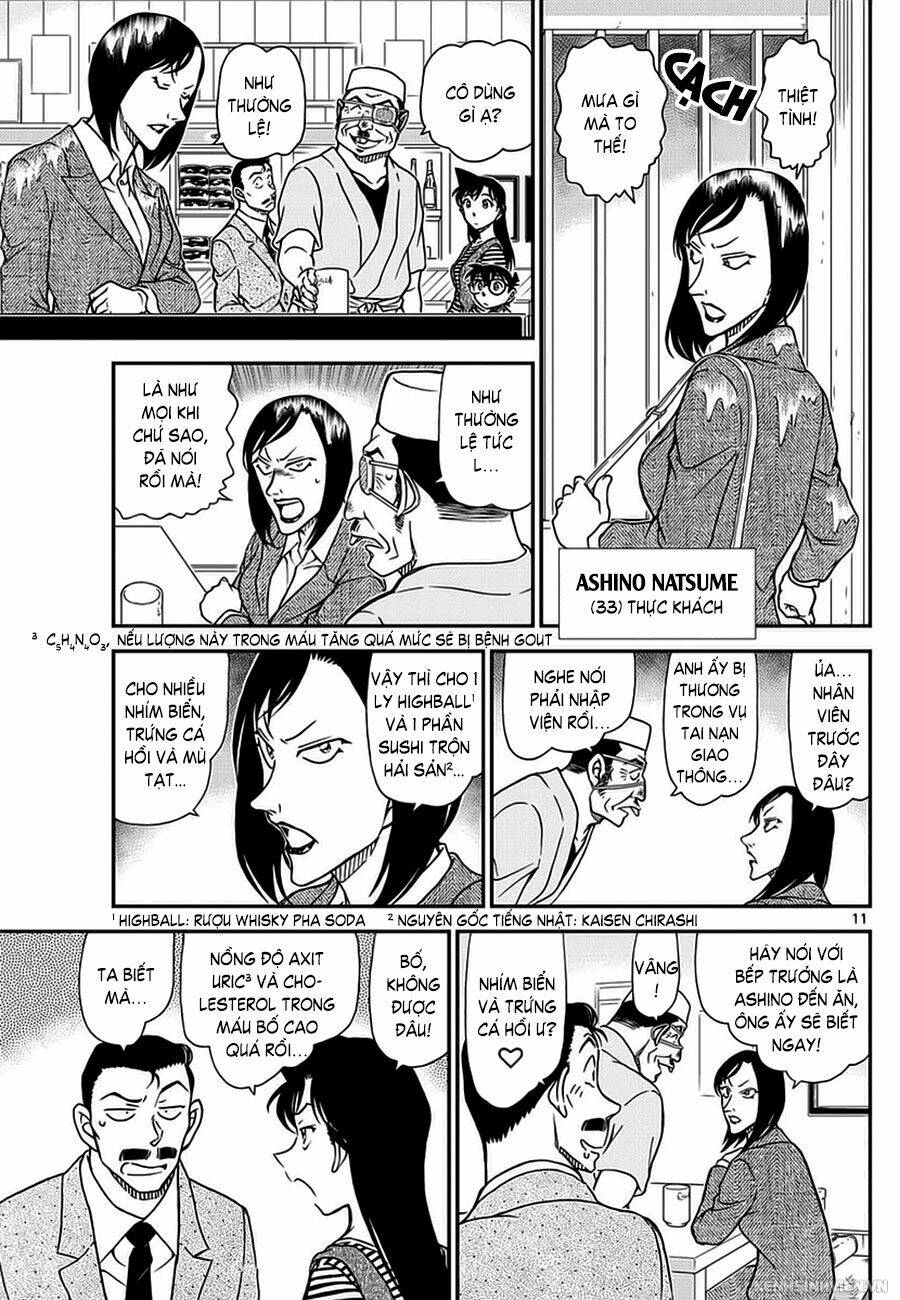 THIỆT
TÌNH!
CẠCH
MƯA GÌ
MÀ TO
THẾ!
ASHINO NATSUME
(33) THỰC KHÁCH
CÔ DÙNG
GÌ Ạ?
NHƯ
THƯỜNG
LỆ!
NHƯ
THƯỜNG
LỆ TỨC
L...
LÀ NHƯ
MỌI KHI
CHỨ SAO,
ĐÃ NÓI
RỒI MÀ!
³ C₅H₄N₄O₃, NẾU LƯỢNG NÀY TRONG MÁU TĂNG QUÁ MỨC SẼ BỊ BỆNH GOUT
ỦA...
NHÂN
VIÊN
TRƯỚC
ĐÂY
ĐÂU?
ANH ẤY BỊ
THƯƠNG
TRONG VỤ
TAI NẠN
GIAO
THÔNG...
NGHE NÓI
PHẢI NHẬP
VIỆN RỒI...
VẬY THÌ CHO 1
LY HIGHBALL¹
VÀ 1 PHẦN
SUSHI TRỘN
HẢI SẢN²...
CHO NHIỀU
NHÍM BIỂN,
TRỨNG CÁ
HỒI VÀ MÙ
TẠT...
¹ HIGHBALL: RƯỢU WHISKY PHA SODA ² NGUYÊN GỐC TIẾNG NHẬT: KAISEN CHIRASHI
11
HÃY NÓI VỚI
BẾP TRƯỞNG LÀ
ASHINO ĐẾN ĂN,
ÔNG ẤY SẼ BIẾT
NGAY!
VÂNG
!
NHÍM BIỂN
VÀ TRỨNG
CÁ HỒI Ư?
♡
BỐ,
KHÔNG
ĐƯỢC
ĐÂU!
NỒNG ĐỘ AXIT
URIC³ VÀ CHO-
LESTEROL TRONG
MÁU BỐ CAO
QUÁ RỒI...
TA BIẾT
MÀ...